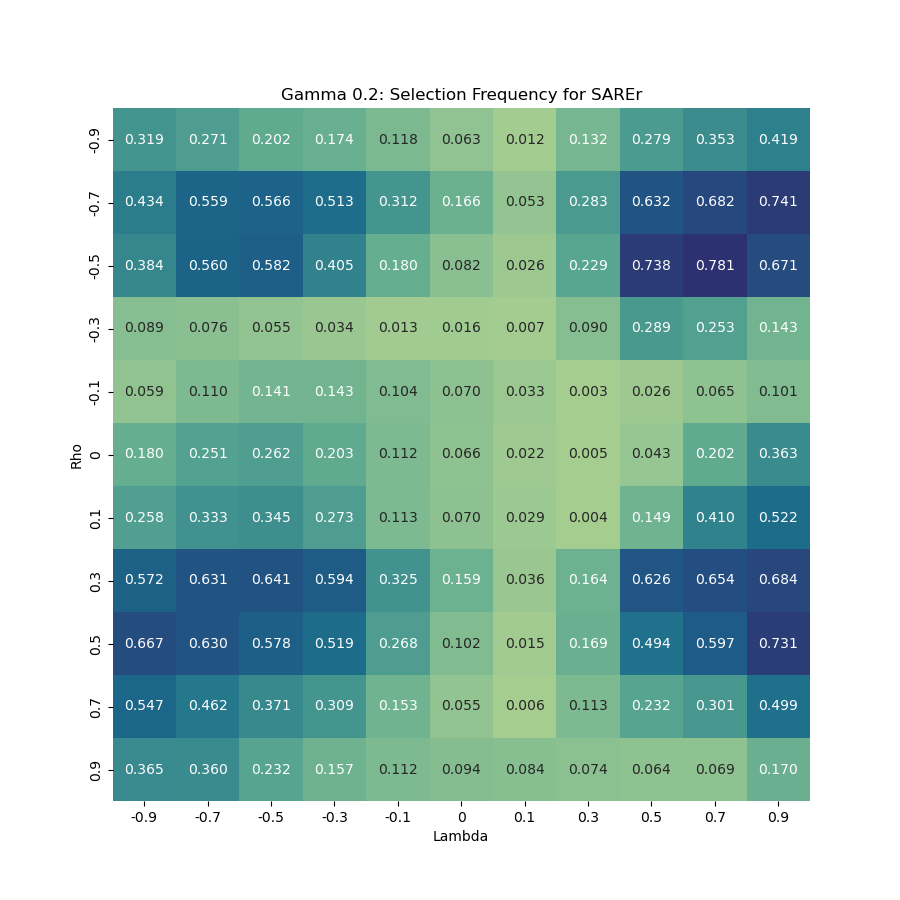 Gamma 0.2: Selection Frequency for SAREr
-0.9 0.319 0.271 0.202 0.174 0.118 0.063 0.012 0.132 0.279 0.353 0.419
-0.7 0.434 0.559 0.566 0.513 0.312 0.166 0.053 0.283 0.632 0.682 0.741
-0.5 0.384 0.560 0.582 0.405 0.180 0.082 0.026 0.229 0.738 0.781 0.671
-0.3 0.089 0.076 0.055 0.034 0.013 0.016 0.007 0.090 0.289 0.253 0.143
-0.1 0.059 0.110 0.141 0.143 0.104 0.070 0.033 0.003 0.026 0.065 0.101
Rho
0 0.180 0.251 0.262 0.203 0.112 0.066 0.022 0.005 0.043 0.202 0.363
0.1 0.258 0.333 0.345 0.273 0.113 0.070 0.029 0.004 0.149 0.410 0.522
0.3 0.572 0.631 0.641 0.594 0.325 0.159 0.036 0.164 0.626 0.654 0.684
0.5 0.667 0.630 0.578 0.519 0.268 0.102 0.015 0.169 0.494 0.597 0.731
0.7 0.547 0.462 0.371 0.309 0.153 0.055 0.006 0.113 0.232 0.301 0.499
0.9 0.365 0.360 0.232 0.157 0.112 0.094 0.084 0.074 0.064 0.069 0.170
-0.9 -0.7 -0.5 -0.3 -0.1 0 0.1 0.3 0.5 0.7 0.9
Lambda